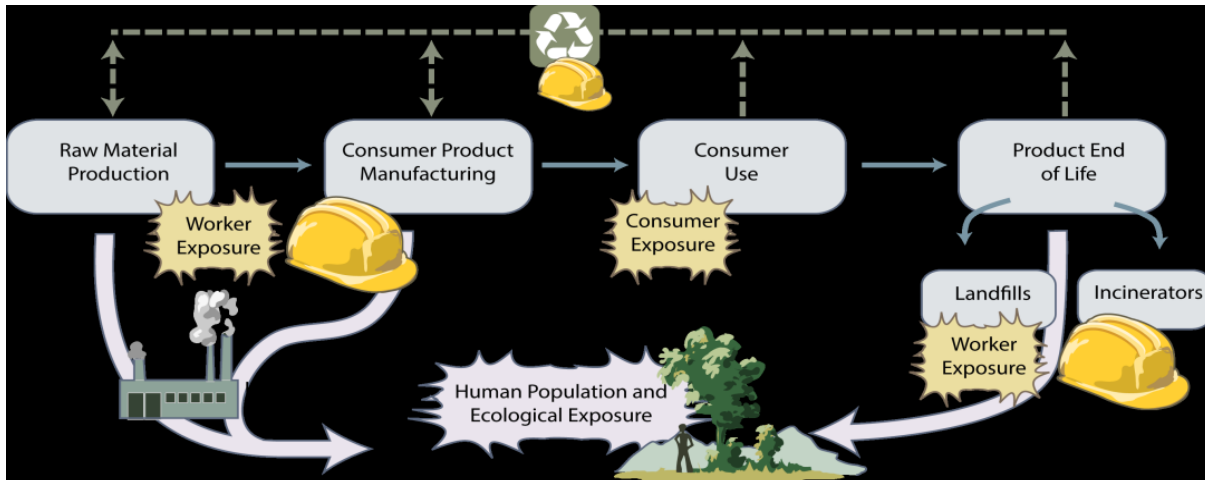 Raw Material
Production
Consumer Product
Manufacturing
Consumer
Use
Product End
of Life
Worker
Exposure
Consumer
Exposure
Landfills
Incinerators
Worker
Exposure
Human Population and
Ecological Exposure